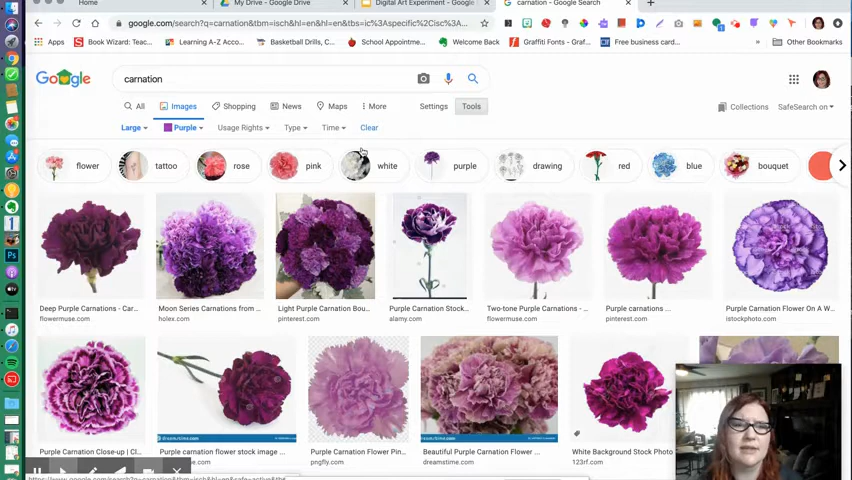 Home
My Drive - Google Drive
Digital Art Experiment - Google
carnation - Google Search
google.com/search?q=carnation&tbm=isch&hl=en&hl=en&tbs=ic%3Aspecific%2Cisc%...
Apps
Book Wizard: Teac...
Learning A-Z Acco...
Basketball Drills, C...
School Appointme...
Welcome Back
Graffiti Fonts - Graf...
Free business card...
»
Other Bookmarks
Google
carnation
All
Images
Shopping
News
Maps
More
Settings
Tools
Collections
SafeSearch on
Large
Purple
Usage Rights
Type
Time
Clear
flower
tattoo
rose
pink
white
purple
drawing
red
blue
bouquet
Deep Purple Carnations - Car...
flowermuse.com
Moon Series Carnations from ...
holex.com
Light Purple Carnation Bou...
pinterest.com
Purple Carnation Stock...
alamy.com
Two-tone Purple Carnations - ...
flowermuse.com
Purple carnations ...
pinterest.com
Purple Carnation Flower On A W...
istockphoto.com
Purple Carnation Close-up | Cl...
Purple carnation flower stock image ...
dreamstime.com
Purple Carnation Flower Pin...
pngfly.com
Beautiful Purple Carnation Flower ...
dreamstime.com
White Background Stock Photo
123rf.com